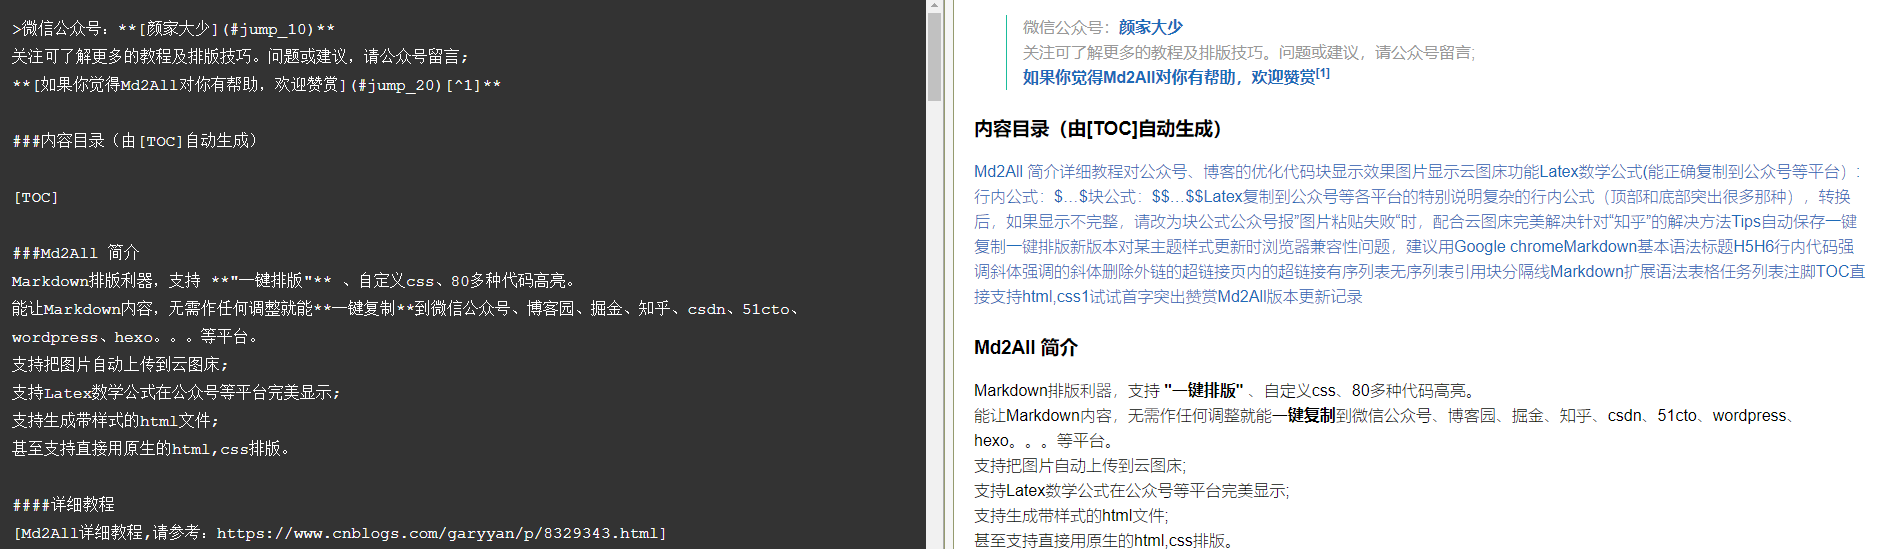 >微信公众号：**[颜家大少](#jump_10)**
关注可了解更多的教程及排版技巧。问题或建议，请公众号留言;
**[如果你觉得Md2All对你有帮助，欢迎赞赏](#jump_20)[^1]**
###内容目录（由[TOC]自动生成）
[TOC]
###Md2All 简介
Markdown排版利器，支持 **"一键排版"** 、自定义css、80多种代码高亮。
能让Markdown内容，无需作任何调整就能**一键复制**到微信公众号、博客园、掘金、知乎、csdn、51cto、
wordpress、hexo。。。等平台。
支持把图片自动上传到云图床;
支持Latex数学公式在公众号等平台完美显示;
支持生成带样式的html文件;
甚至支持直接用原生的html,css排版。
####详细教程
[Md2All详细教程,请参考：https://www.cnblogs.com/garyyan/p/8329343.html]
微信公众号：颜家大少
关注可了解更多的教程及排版技巧。问题或建议，请公众号留言;
如果你觉得Md2All对你有帮助，欢迎赞赏[1]
内容目录（由[TOC]自动生成）
Md2All 简介详细教程对公众号、博客的优化代码块显示效果图片显示云图床功能Latex数学公式(能正确复制到公众号等平台）:
行内公式：$...$块公式：$$...$$Latex复制到公众号等各平台的特别说明复杂的行内公式（顶部和底部突出很多那种），转换
后，如果显示不完整，请改为块公式公众号报”图片粘贴失败“时，配合云图床完美解决针对“知乎”的解决方法Tips自动保存一键
复制一键排版新版本对某主题样式更新时浏览器兼容性问题，建议用Google chromeMarkdown基本语法标题H5H6行内代码强
调斜体强调的斜体删除外链的超链接页内的超链接有序列表无序列表引用块分隔线Markdown扩展语法表格任务列表注脚TOC直
接支持html,css1试试首字突出赞赏Md2All版本更新记录
Md2All 简介
Markdown排版利器，支持 "一键排版" 、自定义css、80多种代码高亮。
能让Markdown内容，无需作任何调整就能一键复制到微信公众号、博客园、掘金、知乎、csdn、51cto、wordpress、
hexo。。。等平台。
支持把图片自动上传到云图床;
支持Latex数学公式在公众号等平台完美显示;
支持生成带样式的html文件;
甚至支持直接用原生的html,css排版。